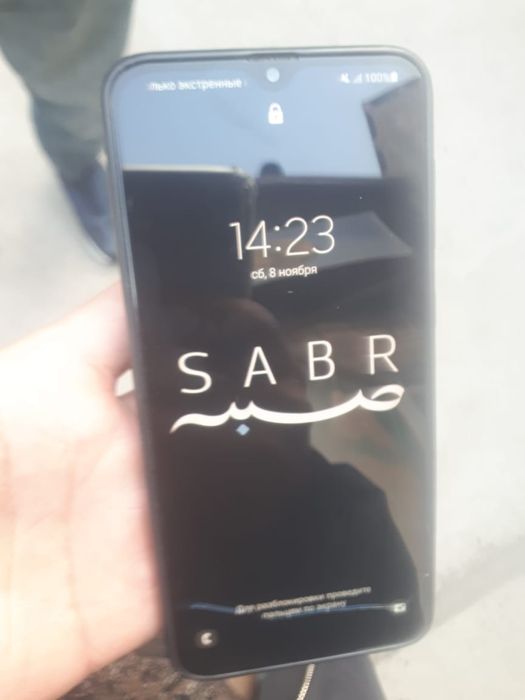 лько экстренные
100%
14:23
сб, 8 ноября
SABR
صبر
Для разблокировки проведите
пальцем по экрану